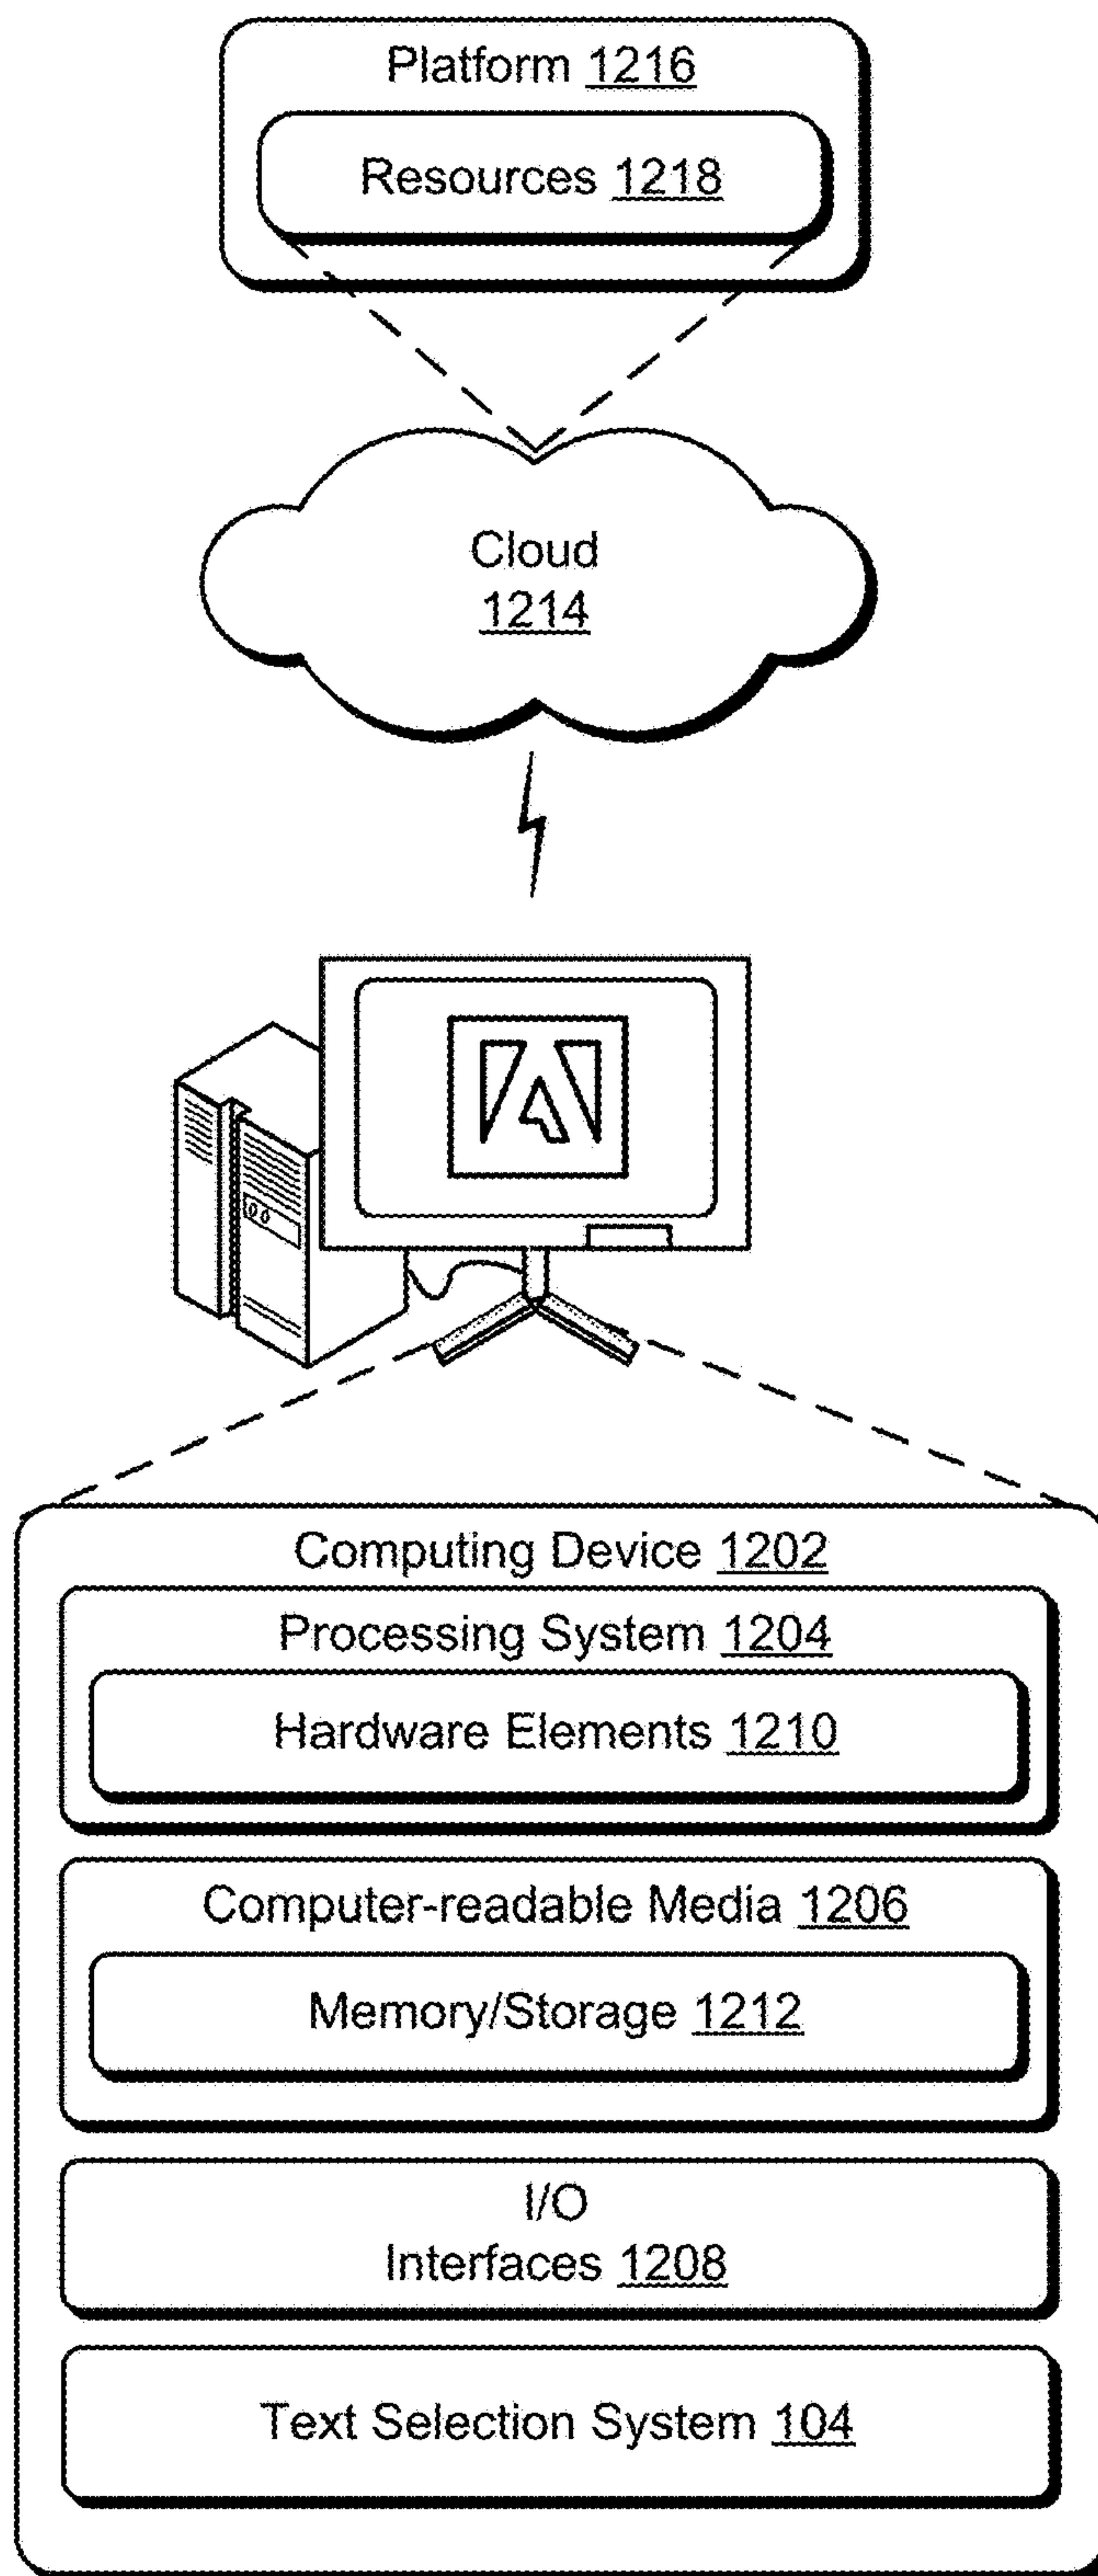 Platform 1216
Resources 1218
Cloud
1214
Computing Device 1202
Processing System 1204
Hardware Elements 1210
Computer-readable Media 1206
Memory/Storage 1212
I/O
Interfaces 1208
Text Selection System 104